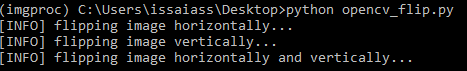 (imgproc) C:\Users\issaiass\Desktop>python opencv_flip.py
[INFO] flipping image horizontally...
[INFO] flipping image vertically...
[INFO] flipping image horizontally and vertically...